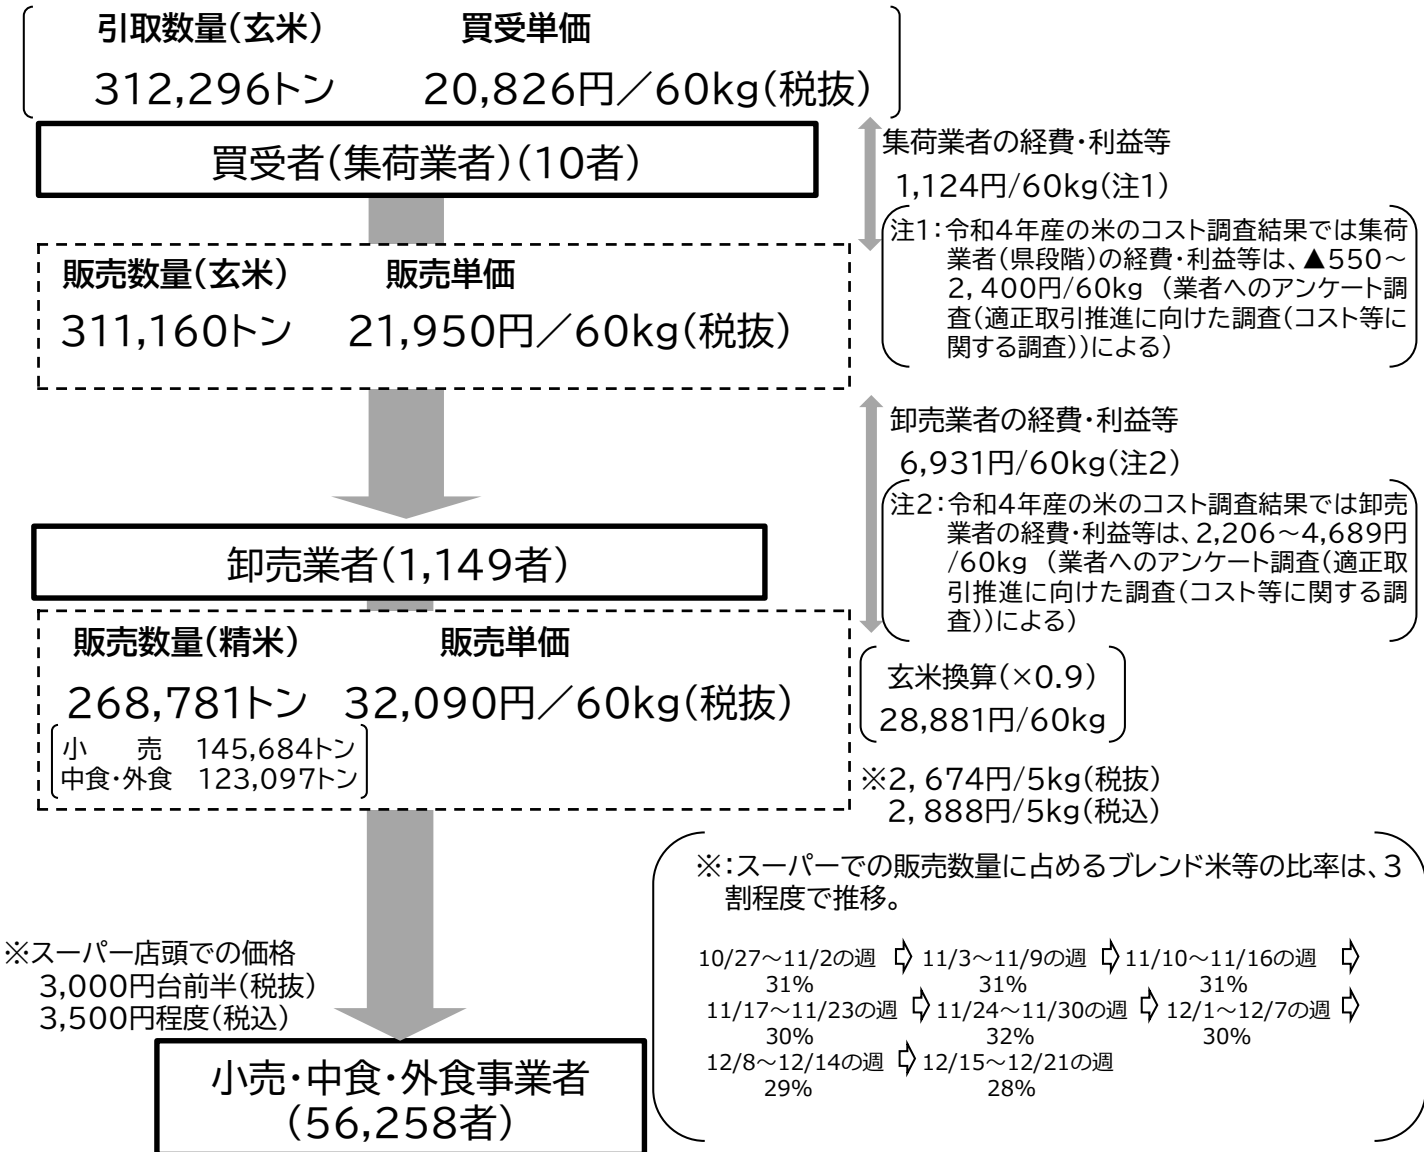 引取数量(玄米) 買受単価
312,296トン 20,826円／60kg(税抜)
買受者(集荷業者)(10者)
集荷業者の経費・利益等
1,124円/60kg(注1)
注1：令和4年産の米のコスト調査結果では集荷
業者(県段階)の経費・利益等は、▲550～
2,400円/60kg （業者へのアンケート調
査(適正取引推進に向けた調査(コスト等に
関する調査))による）
販売数量(玄米) 販売単価
311,160トン 21,950円／60kg(税抜)
卸売業者の経費・利益等
6,931円/60kg(注2)
注2：令和4年産の米のコスト調査結果では卸売
業者の経費・利益等は、2,206～4,689円
/60kg （業者へのアンケート調査(適正取
引推進に向けた調査(コスト等に関する調
査))による）
卸売業者(1,149者)
販売数量(精米) 販売単価
268,781トン 32,090円／60kg(税抜)
小　売 145,684トン
中食・外食 123,097トン
玄米換算(×0.9)
28,881円/60kg
※2,674円/5kg(税抜)
2,888円/5kg(税込)
※：スーパーでの販売数量に占めるブレンド米等の比率は、3
割程度で推移。
10/27～11/2の週 ⇨ 11/3～11/9の週 ⇨ 11/10～11/16の週 ⇨
31% 31% 31%
11/17～11/23の週 ⇨ 11/24～11/30の週 ⇨ 12/1～12/7の週 ⇨
30% 32% 30%
12/8～12/14の週 ⇨ 12/15～12/21の週
29% 28%
※スーパー店頭での価格
3,000円台前半(税抜)
3,500円程度(税込)
小売・中食・外食事業者
(56,258者)